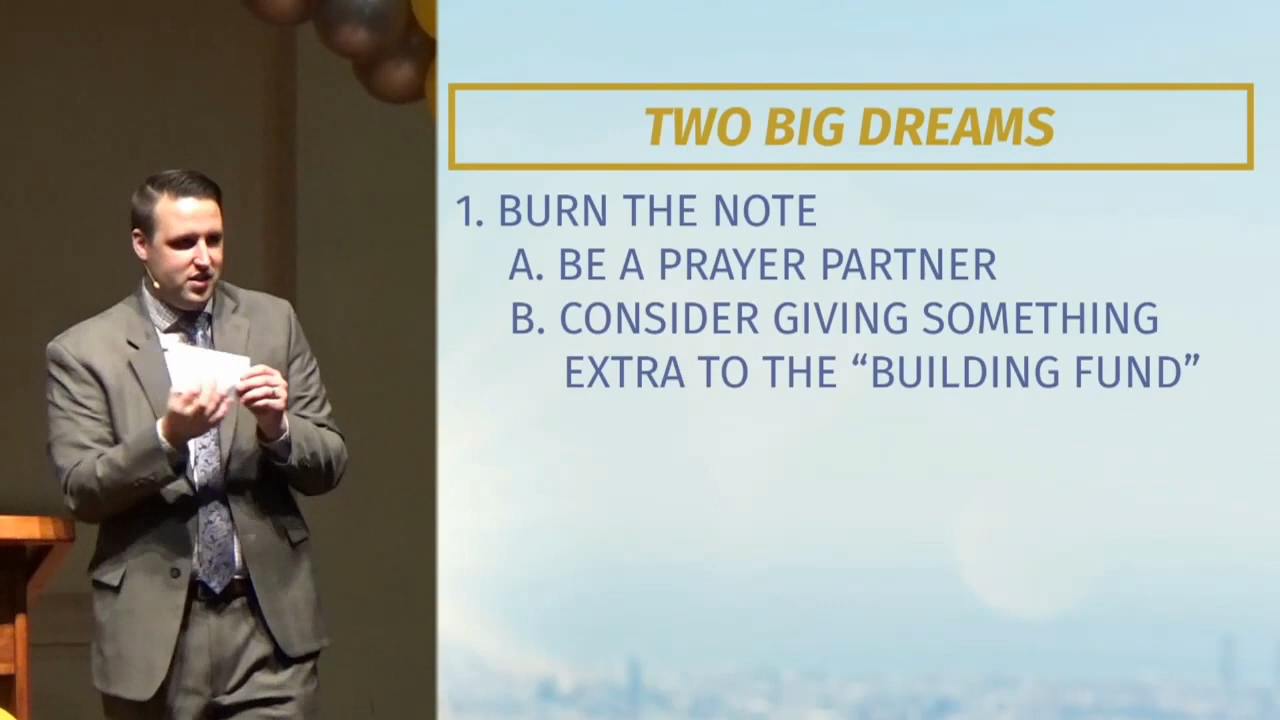 TWO BIG DREAMS
1. BURN THE NOTE
A. BE A PRAYER PARTNER
B. CONSIDER GIVING SOMETHING
EXTRA TO THE “BUILDING FUND”